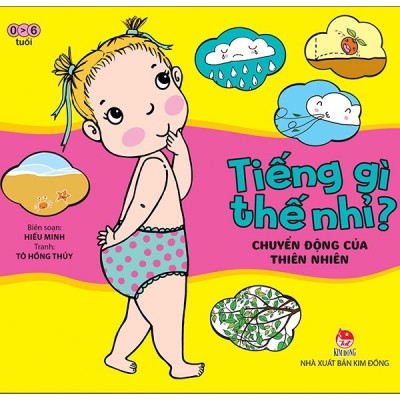 0>6
tuổi
Tiếng gì
thế nhỉ?
CHUYỂN ĐỘNG CỦA
THIÊN NHIÊN
Biên soạn:
HIẾU MINH
Tranh:
TÔ HỒNG THỦY
KIM ĐỒNG
NHÀ XUẤT BẢN KIM ĐỒNG